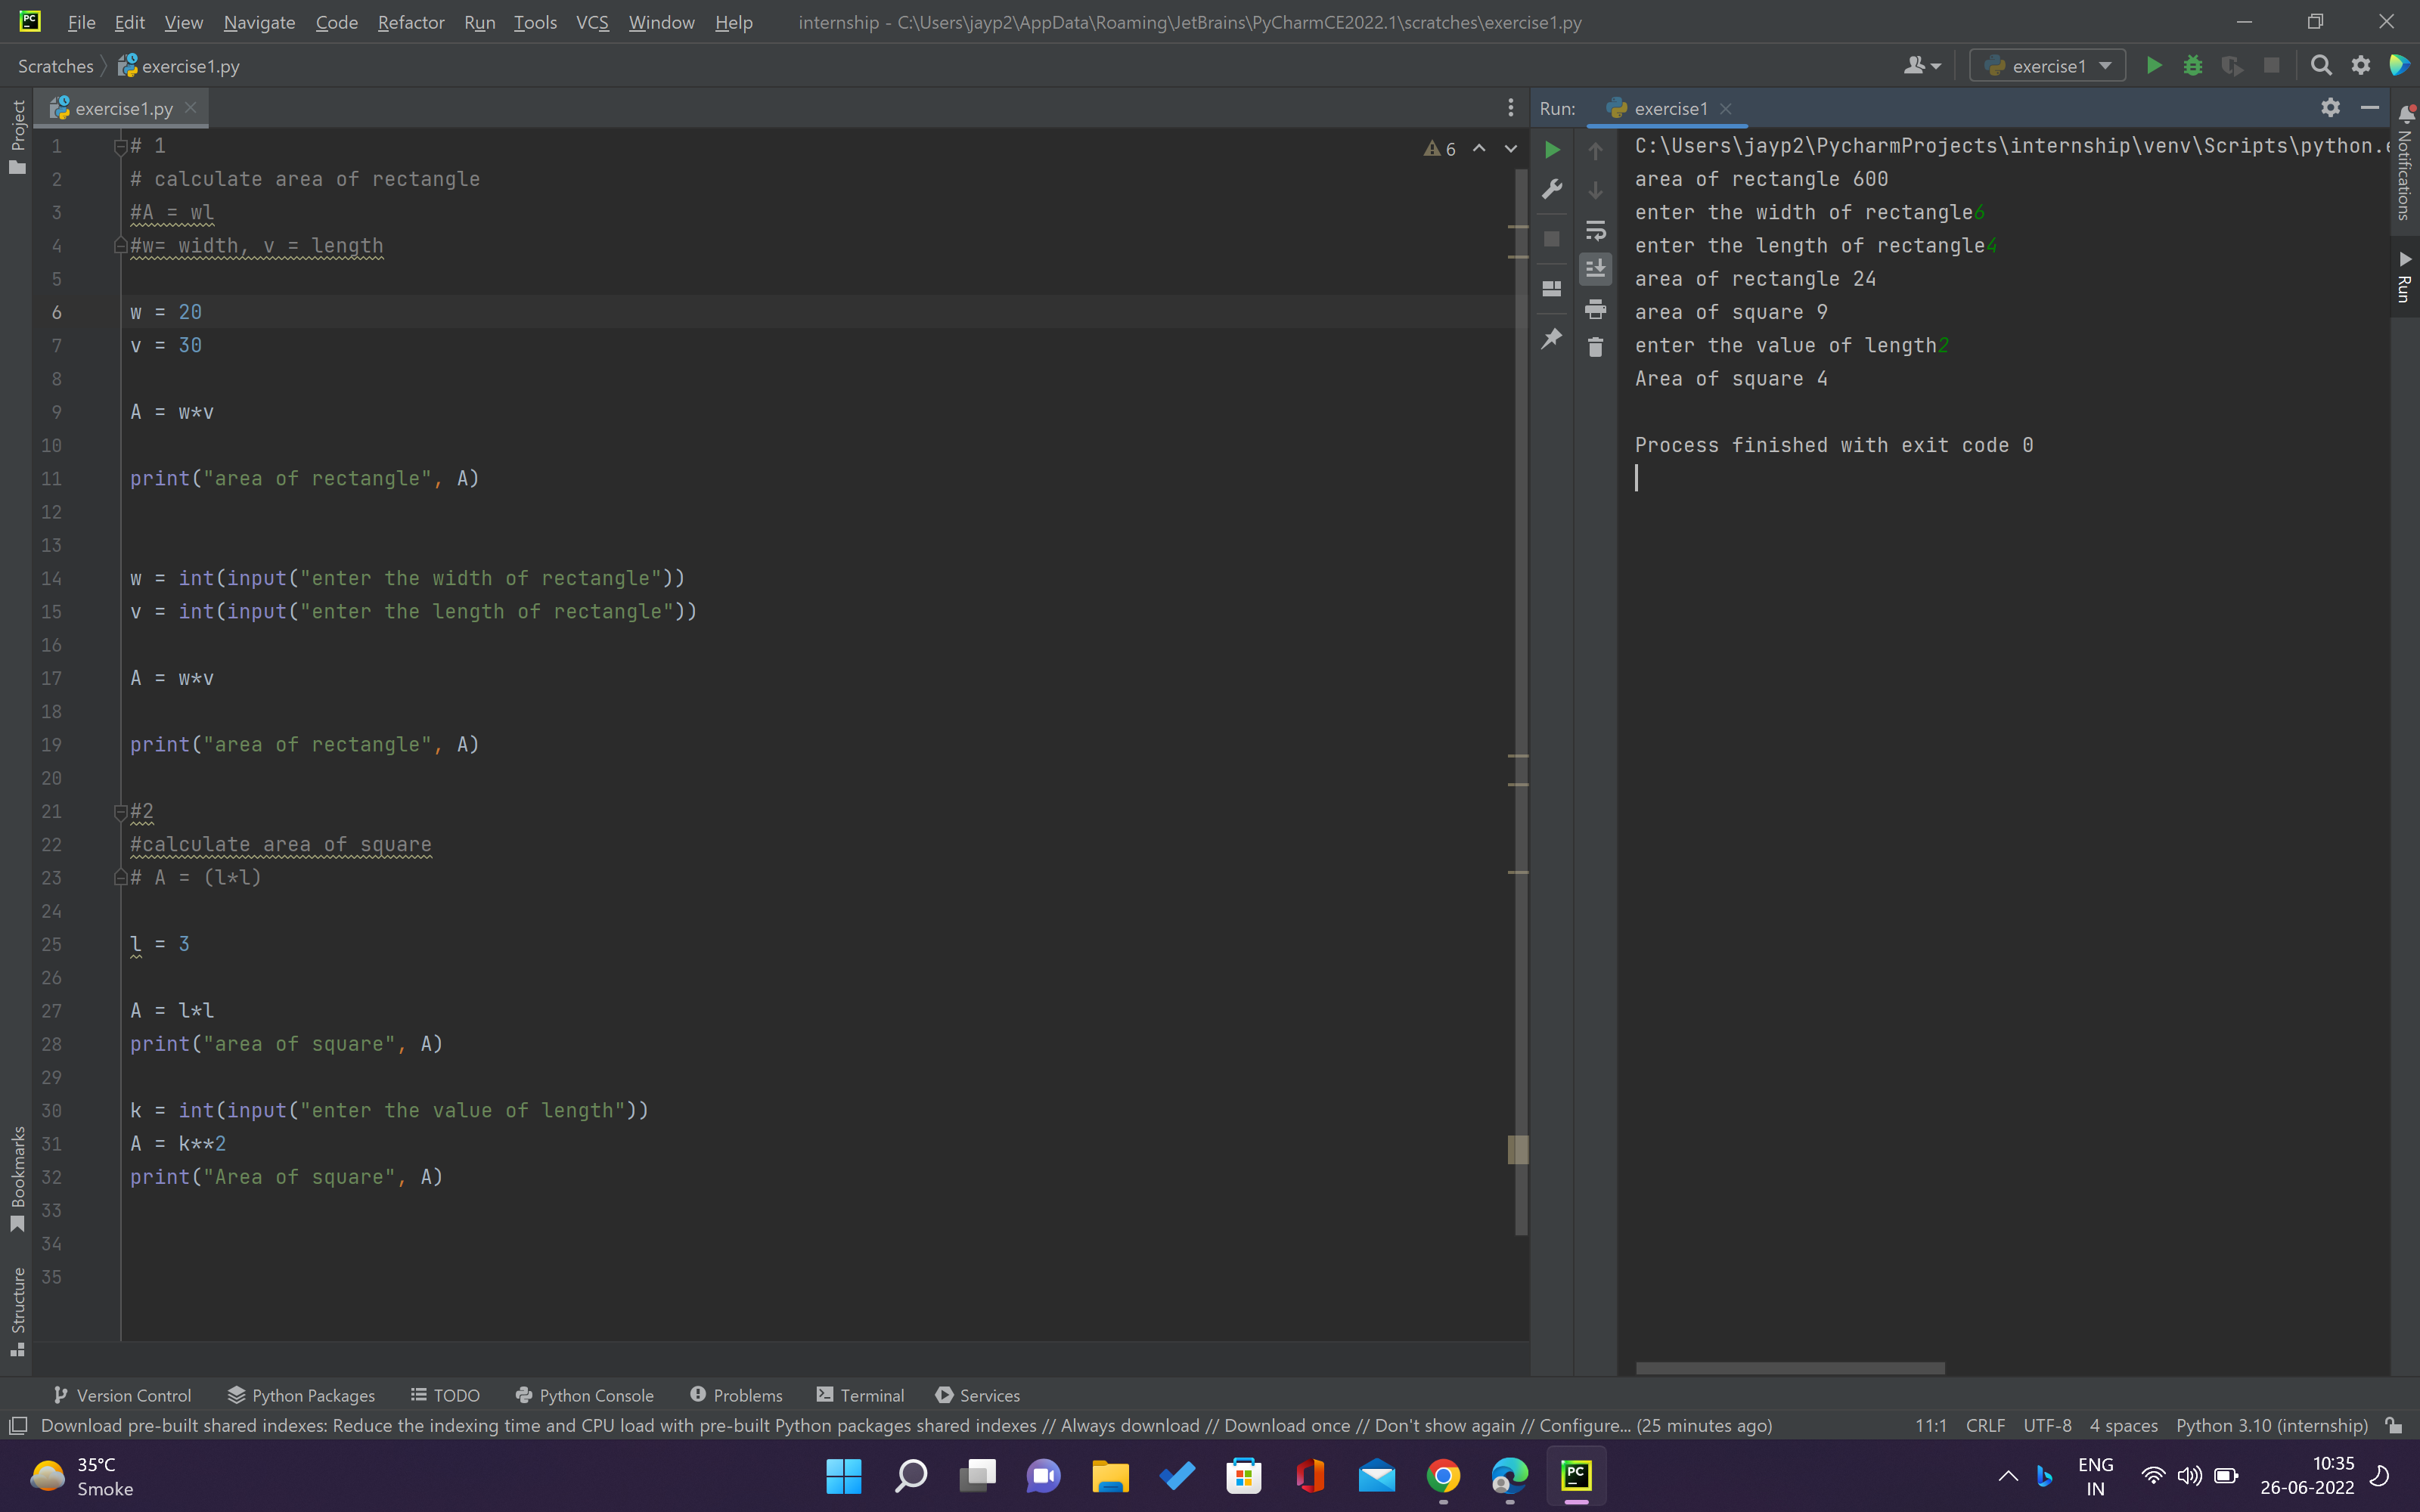 PC File Edit View Navigate Code Refactor Run Tools VCS Window Help internship - C:\Users\jayp2\AppData\Roaming\JetBrains\PyCharmCE2022.1\scratches\exercise1.py
Scratches exercise1.py exercise1
Project
exercise1.py
Run: exercise1
6
1 # 1
2 # calculate area of rectangle
3 #A = wl
4 #w= width, v = length
5
6 w = 20
7 v = 30
8
9 A = w*v
10
11 print("area of rectangle", A)
12
13
14 w = int(input("enter the width of rectangle"))
15 v = int(input("enter the length of rectangle"))
16
17 A = w*v
18
19 print("area of rectangle", A)
20
21 #2
22 #calculate area of square
23 # A = (l*l)
24
25 l = 3
26
27 A = l*l
28 print("area of square", A)
29
30 k = int(input("enter the value of length"))
31 A = k**2
32 print("Area of square", A)
33
34
35
C:\Users\jayp2\PycharmProjects\internship\venv\Scripts\python.e
area of rectangle 600
enter the width of rectangle6
enter the length of rectangle4
area of rectangle 24
area of square 9
enter the value of length2
Area of square 4
Process finished with exit code 0
Notifications
Run
Bookmarks
Structure
Version Control Python Packages TODO Python Console Problems Terminal Services
Download pre-built shared indexes: Reduce the indexing time and CPU load with pre-built Python packages shared indexes // Always download // Download once // Don't show again // Configure... (25 minutes ago) 11:1 CRLF UTF-8 4 spaces Python 3.10 (internship)
35°C
Smoke
PC
ENG
IN
10:35
26-06-2022